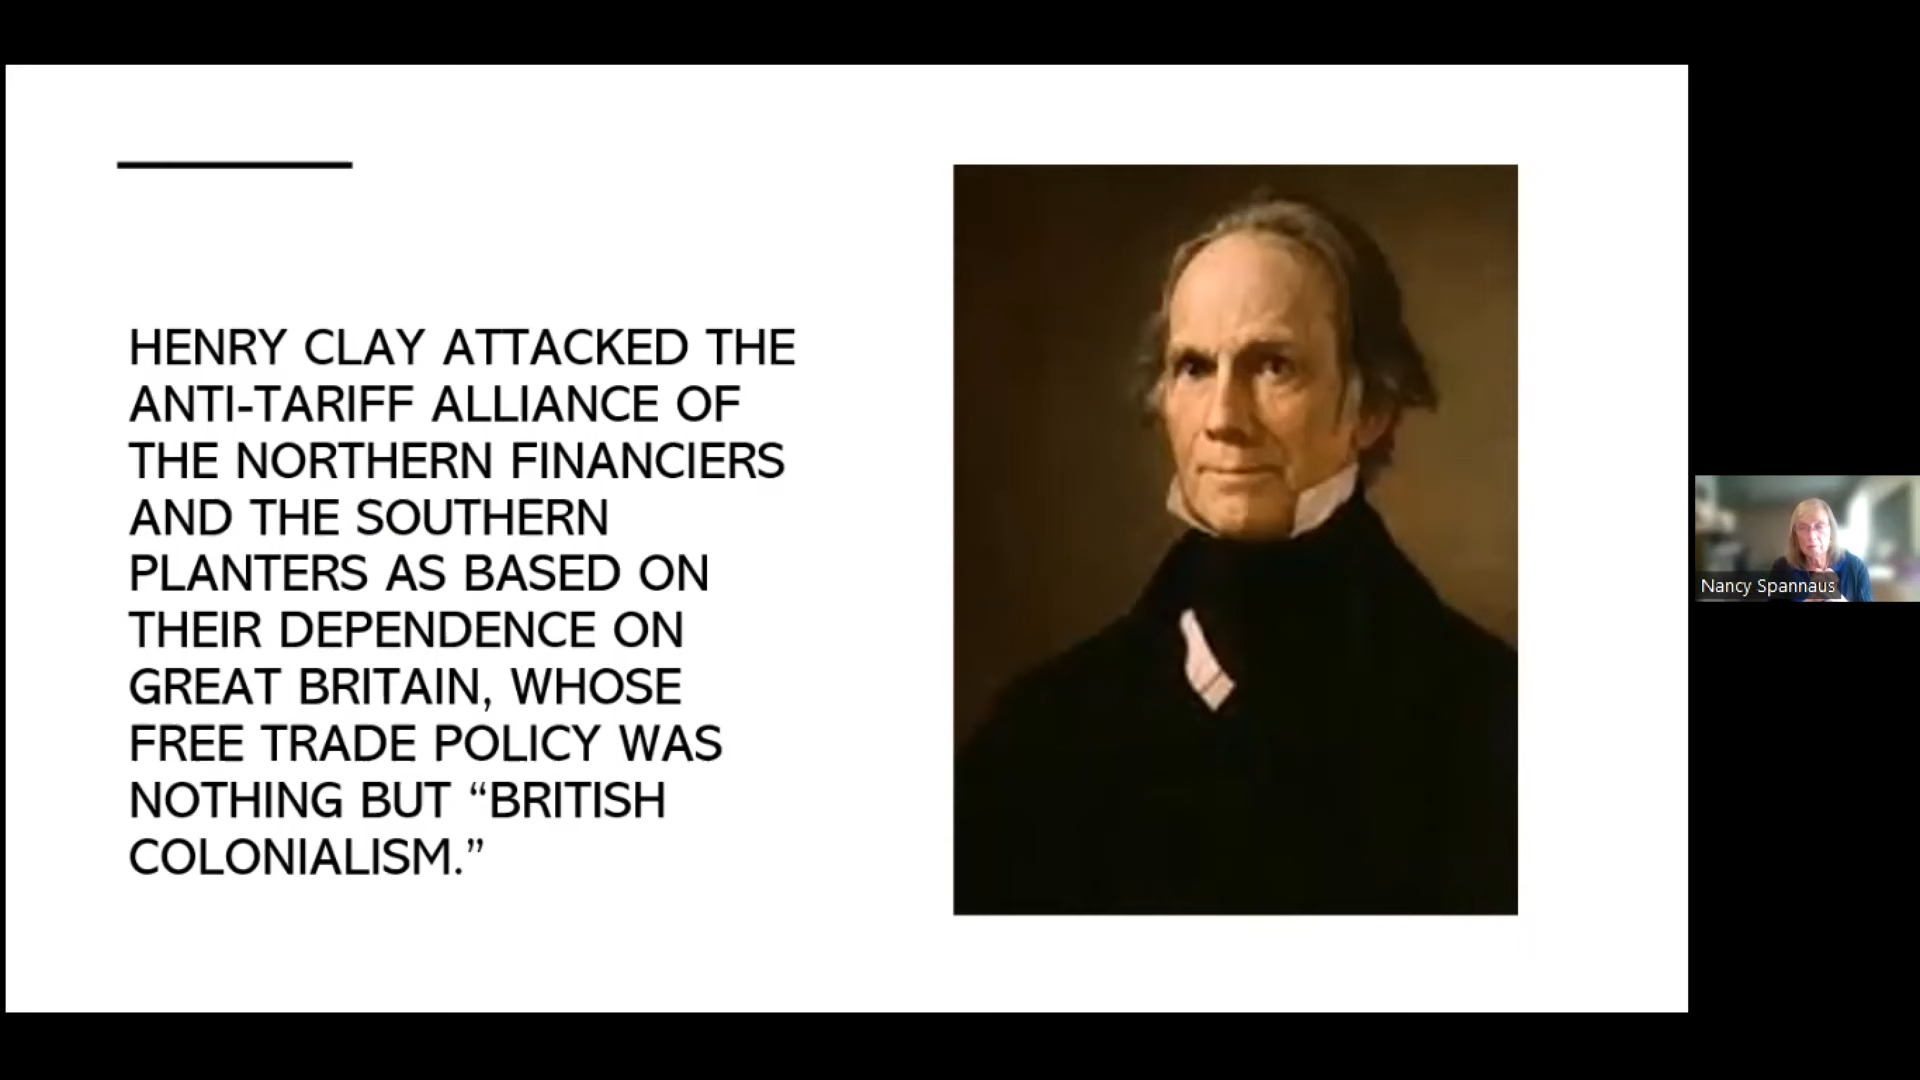 HENRY CLAY ATTACKED THE
ANTI-TARIFF ALLIANCE OF
THE NORTHERN FINANCIERS
AND THE SOUTHERN
PLANTERS AS BASED ON
THEIR DEPENDENCE ON
GREAT BRITAIN, WHOSE
FREE TRADE POLICY WAS
NOTHING BUT “BRITISH
COLONIALISM.”
Nancy Spannaus